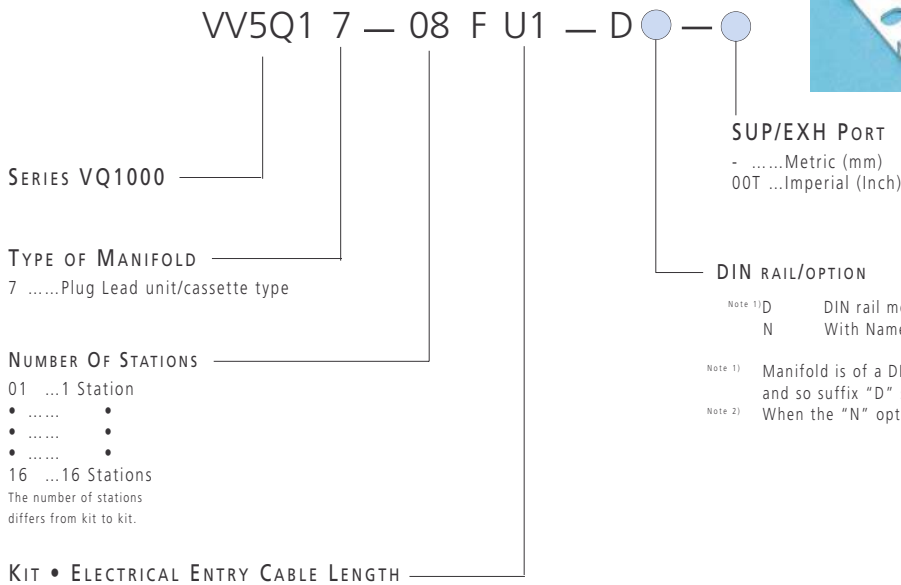 VV5Q1 7 — 08 F U1 — D —
SUP/EXH PORT
- ......Metric (mm)
00T ...Imperial (Inch)
SERIES VQ1000
TYPE OF MANIFOLD
7 ......Plug Lead unit/cassette type
DIN RAIL/OPTION
Note 1) D DIN rail
N With
Note 1) Manifold is of a
and so suffix “D”
Note 2) When the “N”
NUMBER OF STATIONS
01 ...1 Station
• ...... •
• ...... •
• ...... •
16 ...16 Stations
The number of stations
differs from kit to kit.
KIT • ELECTRICAL ENTRY CABLE LENGTH